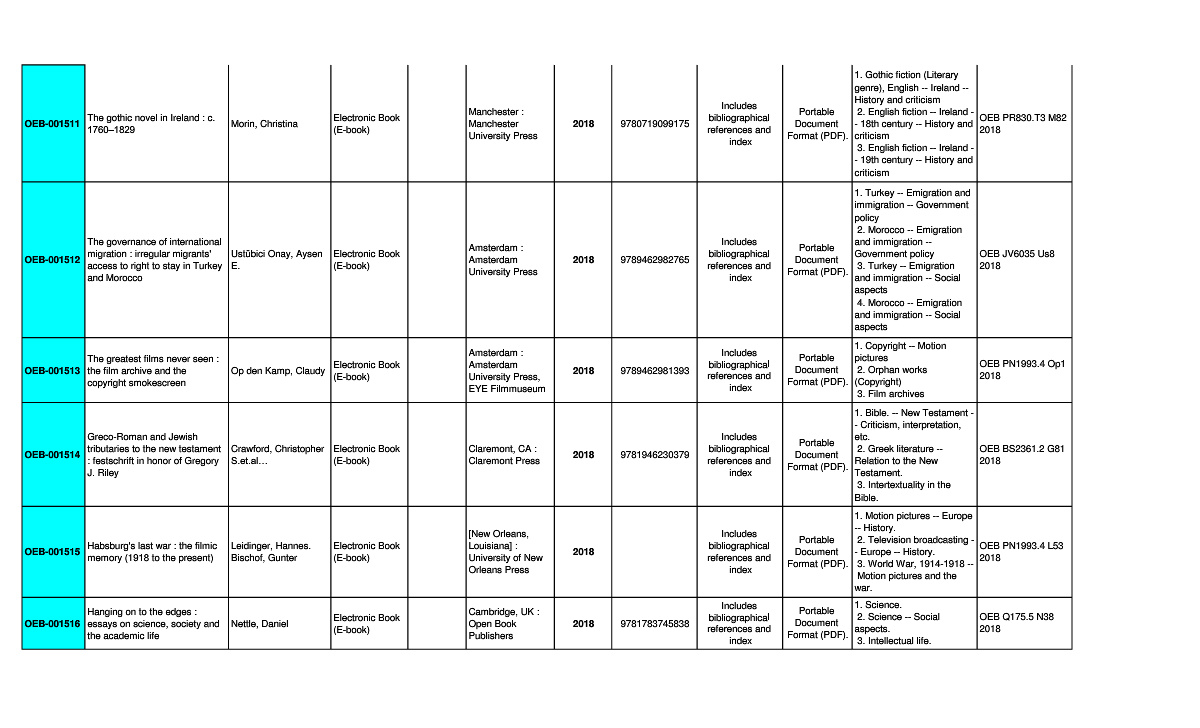 OEB-001511
The gothic novel in Ireland : c.
1760–1829
Morin, Christina
Electronic Book
(E-book)
Manchester :
Manchester
University Press
2018
9780719099175
Includes
bibliographical
references and
index
Portable
Document
Format (PDF).
1. Gothic fiction (Literary
genre), English -- Ireland --
History and criticism
2. English fiction -- Ireland -
- 18th century -- History and
criticism
3. English fiction -- Ireland -
- 19th century -- History and
criticism
OEB PR830.T3 M82
2018
OEB-001512
The governance of international
migration : irregular migrants'
access to right to stay in Turkey
and Morocco
Ustübici Onay, Aysen
E.
Electronic Book
(E-book)
Amsterdam :
Amsterdam
University Press
2018
9789462982765
Includes
bibliographical
references and
index
Portable
Document
Format (PDF).
1. Turkey -- Emigration and
immigration -- Government
policy
2. Morocco -- Emigration
and immigration --
Government policy
3. Turkey -- Emigration
and immigration -- Social
aspects
4. Morocco -- Emigration
and immigration -- Social
aspects
OEB JV6035 Us8
2018
OEB-001513
The greatest films never seen :
the film archive and the
copyright smokescreen
Op den Kamp, Claudy
Electronic Book
(E-book)
Amsterdam :
Amsterdam
University Press,
EYE Filmmuseum
2018
9789462981393
Includes
bibliographical
references and
index
Portable
Document
Format (PDF).
1. Copyright -- Motion
pictures
2. Orphan works
(Copyright)
3. Film archives
OEB PN1993.4 Op1
2018
OEB-001514
Greco-Roman and Jewish
tributaries to the new testament
: festschrift in honor of Gregory
J. Riley
Crawford, Christopher
S.et.al…
Electronic Book
(E-book)
Claremont, CA :
Claremont Press
2018
9781946230379
Includes
bibliographical
references and
index
Portable
Document
Format (PDF).
1. Bible. -- New Testament -
- Criticism, interpretation,
etc.
2. Greek literature --
Relation to the New
Testament.
3. Intertextuality in the
Bible.
OEB BS2361.2 G81
2018
OEB-001515
Habsburg's last war : the filmic
memory (1918 to the present)
Leidinger, Hannes.
Bischof, Gunter
Electronic Book
(E-book)
[New Orleans,
Louisiana] :
University of New
Orleans Press
2018
Includes
bibliographical
references and
index
Portable
Document
Format (PDF).
1. Motion pictures -- Europe
-- History.
2. Television broadcasting -
- Europe -- History.
3. World War, 1914-1918 --
Motion pictures and the
war.
OEB PN1993.4 L53
2018
OEB-001516
Hanging on to the edges :
essays on science, society and
the academic life
Nettle, Daniel
Electronic Book
(E-book)
Cambridge, UK :
Open Book
Publishers
2018
9781783745838
Includes
bibliographical
references and
index
Portable
Document
Format (PDF).
1. Science.
2. Science -- Social
aspects.
3. Intellectual life.
OEB Q175.5 N38
2018